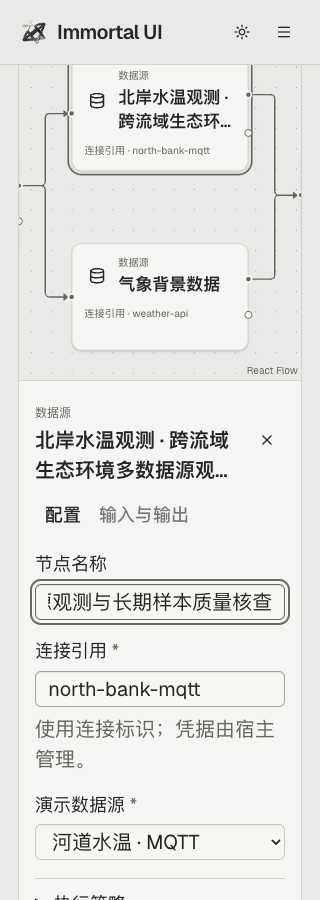 Immortal UI
数据源
北岸水温观测 ·
跨流域生态环…
连接引用 · north-bank-mqtt
数据源
气象背景数据
连接引用 · weather-api
React Flow
数据源
北岸水温观测 · 跨流域
生态环境多数据源观…
配置 输入与输出
节点名称
观测与长期样本质量核查
连接引用 *
north-bank-mqtt
使用连接标识；凭据由宿主
管理。
演示数据源 *
河道水温 · MQTT